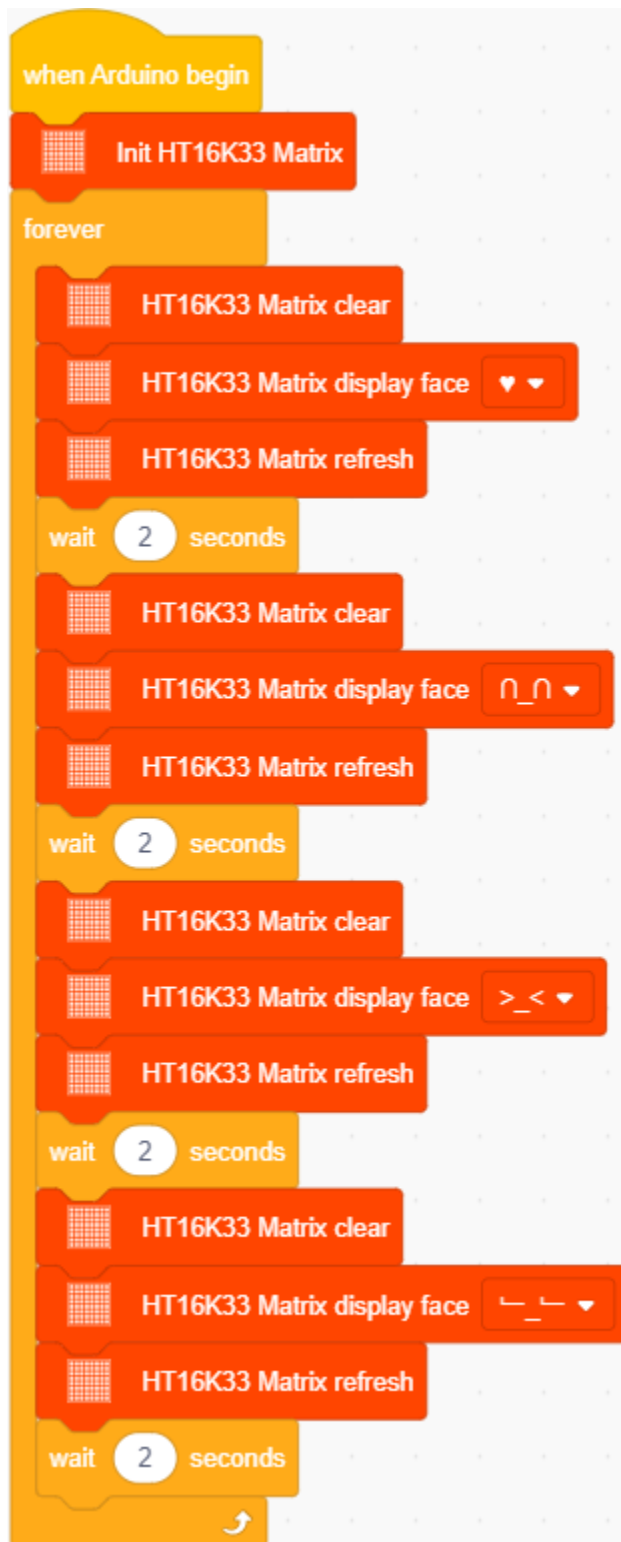 when Arduino begin
Init HT16K33 Matrix
forever
HT16K33 Matrix clear
HT16K33 Matrix display face ♥
HT16K33 Matrix refresh
wait 2 seconds
HT16K33 Matrix clear
HT16K33 Matrix display face ∩_∩
HT16K33 Matrix refresh
wait 2 seconds
HT16K33 Matrix clear
HT16K33 Matrix display face >_<
HT16K33 Matrix refresh
wait 2 seconds
HT16K33 Matrix clear
HT16K33 Matrix display face ﹂_﹂
HT16K33 Matrix refresh
wait 2 seconds